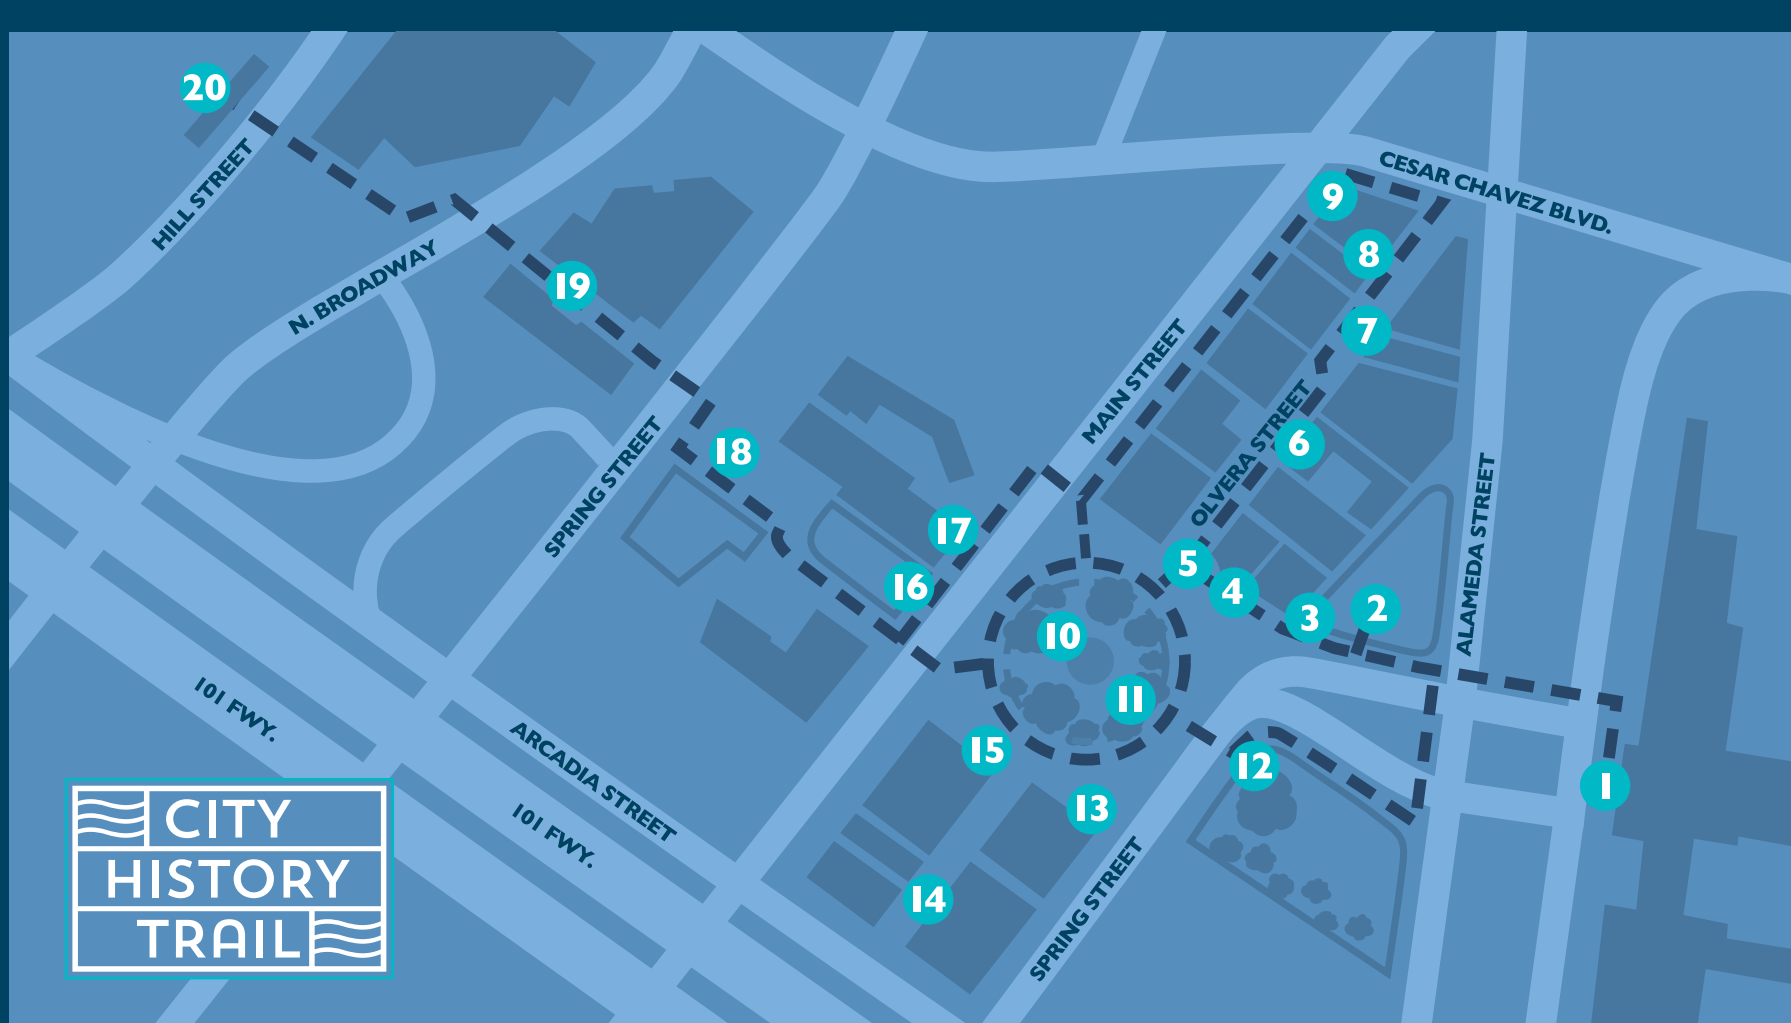 20
HILL STREET
N. BROADWAY
19
18
SPRING STREET
17
16
MAIN STREET
CESAR CHAVEZ BLVD.
9
8
7
OLVERA STREET
6
5
4
3
2
ALAMEDA STREET
1
10
11
12
13
14
15
SPRING STREET
ARCADIA STREET
101 FWY.
101 FWY.
CITY
HISTORY
TRAIL